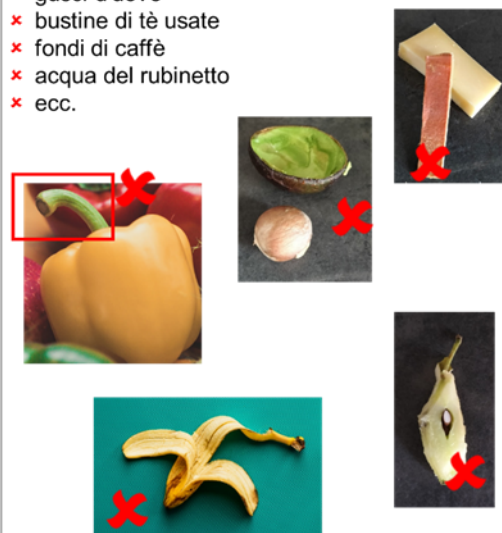 bustine di tè usate
fondi di caffè
acqua del rubinetto
ecc.